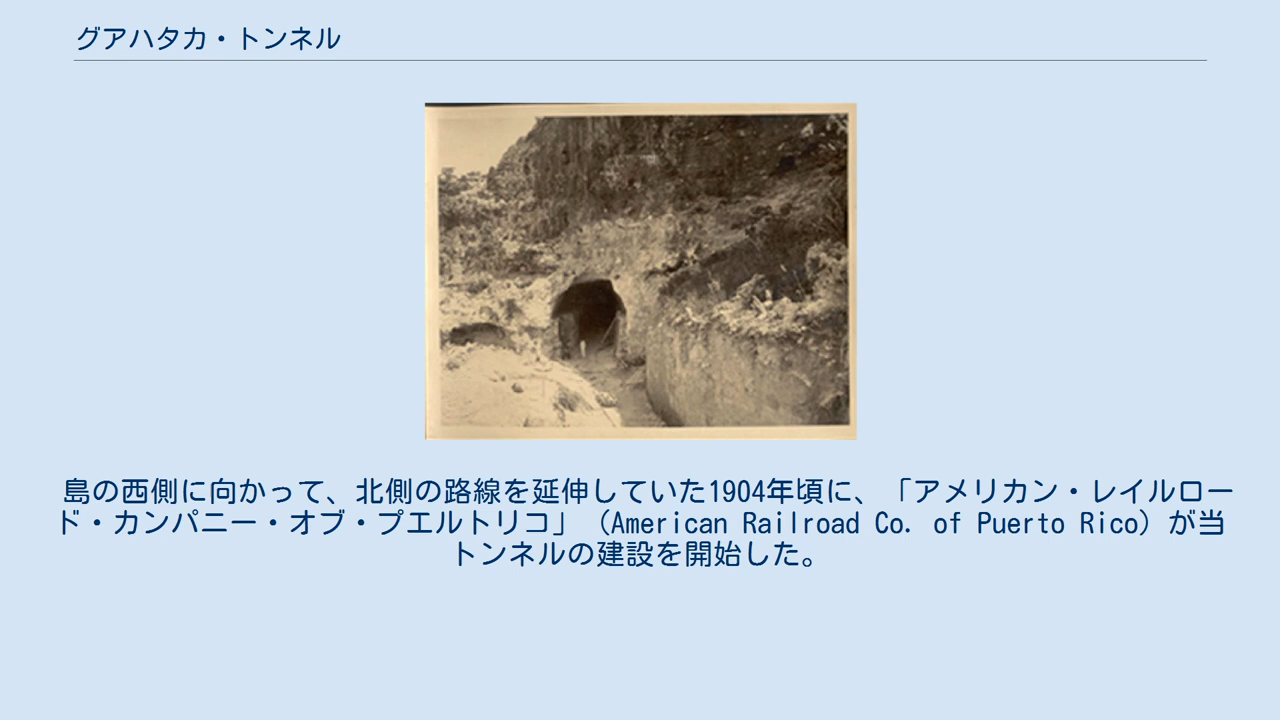 グアハタカ・トンネル
島の西側に向かって、北側の路線を延伸していた1904年頃に、「アメリカン・レイルロー
ド・カンパニー・オブ・プエルトリコ」（American Railroad Co. of Puerto Rico）が当
トンネルの建設を開始した。